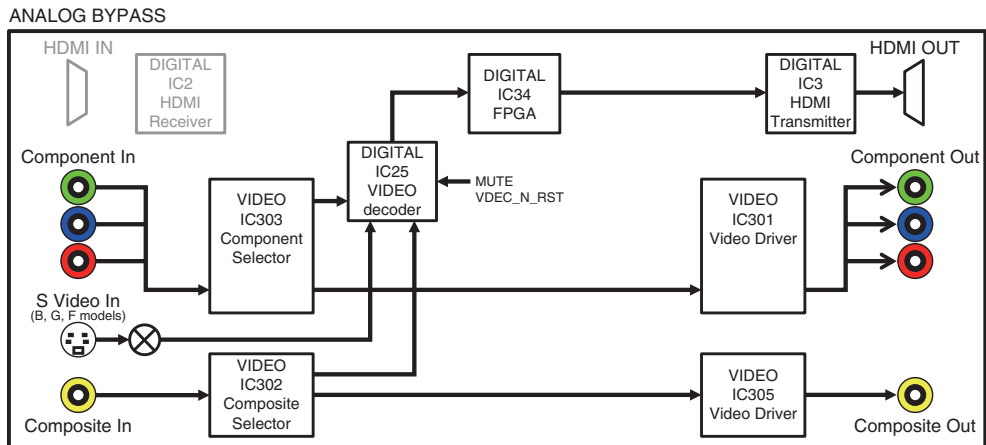 ANALOG BYPASS
HDMI IN
DIGITAL
IC2
HDMI
Receiver
DIGITAL
IC34
FPGA
DIGITAL
IC3
HDMI
Transmitter
HDMI OUT
Component In
DIGITAL
IC25
VIDEO
decoder
MUTE
VDEC_N_RST
VIDEO
IC303
Component
Selector
VIDEO
IC301
Video Driver
Component Out
S Video In
(B, G, F models)
VIDEO
IC302
Composite
Selector
VIDEO
IC305
Video Driver
Composite In
Composite Out